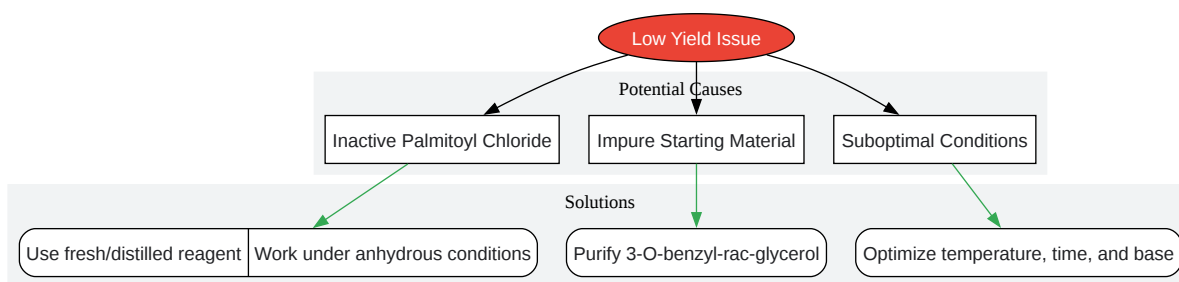 Low Yield Issue
Potential Causes
Inactive Palmitoyl Chloride
Impure Starting Material
Suboptimal Conditions
Solutions
Use fresh/distilled reagent
Work under anhydrous conditions
Purify 3-O-benzyl-rac-glycerol
Optimize temperature, time, and base